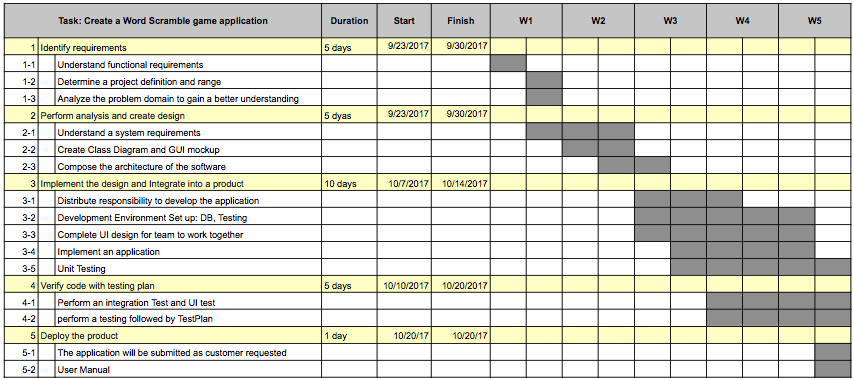 Task: Create a Word Scramble game application Duration Start Finish W1 W2 W3 W4 W5
1 Identify requirements 5 days 9/23/2017 9/30/2017
1-1 Understand functional requirements
1-2 Determine a project definition and range
1-3 Analyze the problem domain to gain a better understanding
2 Perform analysis and create design 5 dyas 9/23/2017 9/30/2017
2-1 Understand a system requirements
2-2 Create Class Diagram and GUI mockup
2-3 Compose the architecture of the software
3 Implement the design and Integrate into a product 10 days 10/7/2017 10/14/2017
3-1 Distribute responsibility to develop the application
3-2 Development Environment Set up: DB, Testing
3-3 Complete UI design for team to work together
3-4 Implement an application
3-5 Unit Testing
4 Verify code with testing plan 5 days 10/10/2017 10/20/2017
4-1 Perform an integration Test and UI test
4-2 perform a testing followed by TestPlan
5 Deploy the product 1 day 10/20/17 10/20/17
5-1 The application will be submitted as customer requested
5-2 User Manual